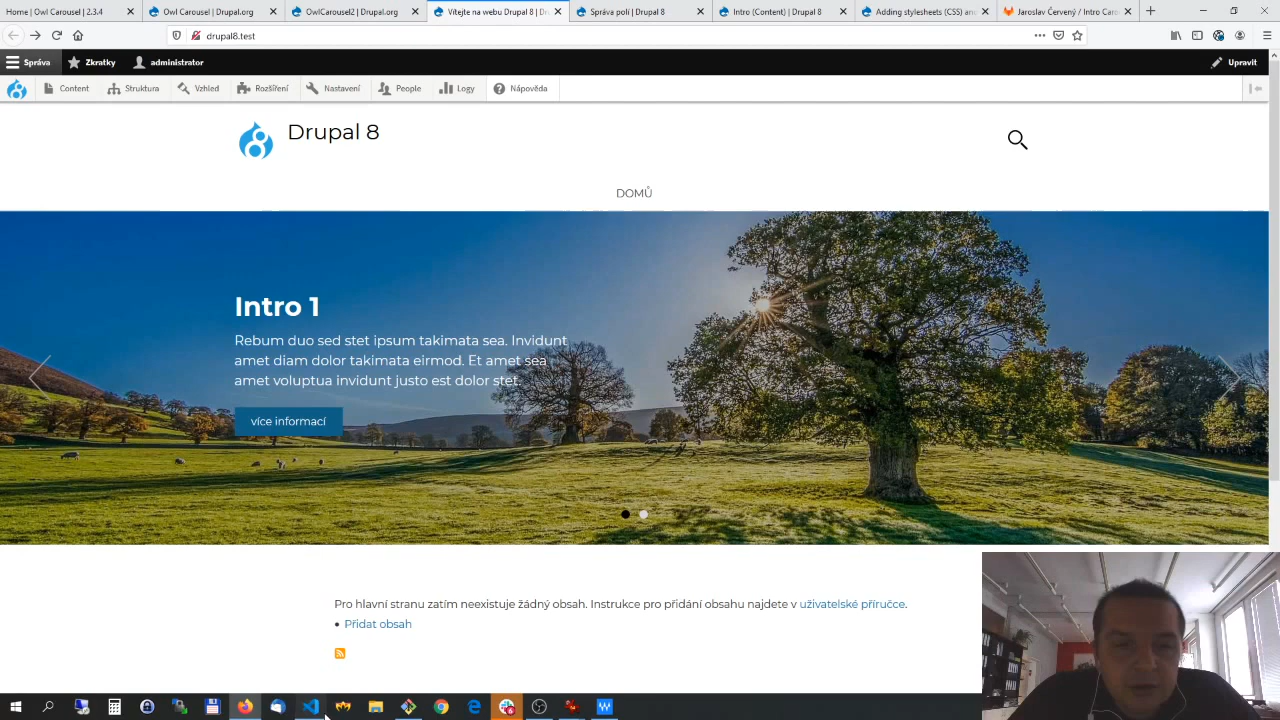 Home | Owl Carousel | 2.3.4
Owl Carousel | Drupal.org
OwlCarousel2 | Drupal.org
Vítejte na webu Drupal 8 | Dr
Správa polí | Drupal 8
Intro (Content) | Drupal 8
Adding stylesheets (CSS) an
Jaroslav Červený / Intro Caro
drupal8.test
Správa
Zkratky
administrator
Upravit
Content
Struktura
Vzhled
Rozšíření
Nastavení
People
Logy
Nápověda
Drupal 8
DOMŮ
Intro 1
Rebum duo sed stet ipsum takimata sea. Invidunt
amet diam dolor takimata eirmod. Et amet sea
amet voluptua invidunt justo est dolor stet.
více informací
Pro hlavní stranu zatím neexistuje žádný obsah. Instrukce pro přidání obsahu najdete v uživatelské příručce.
• Přidat obsah